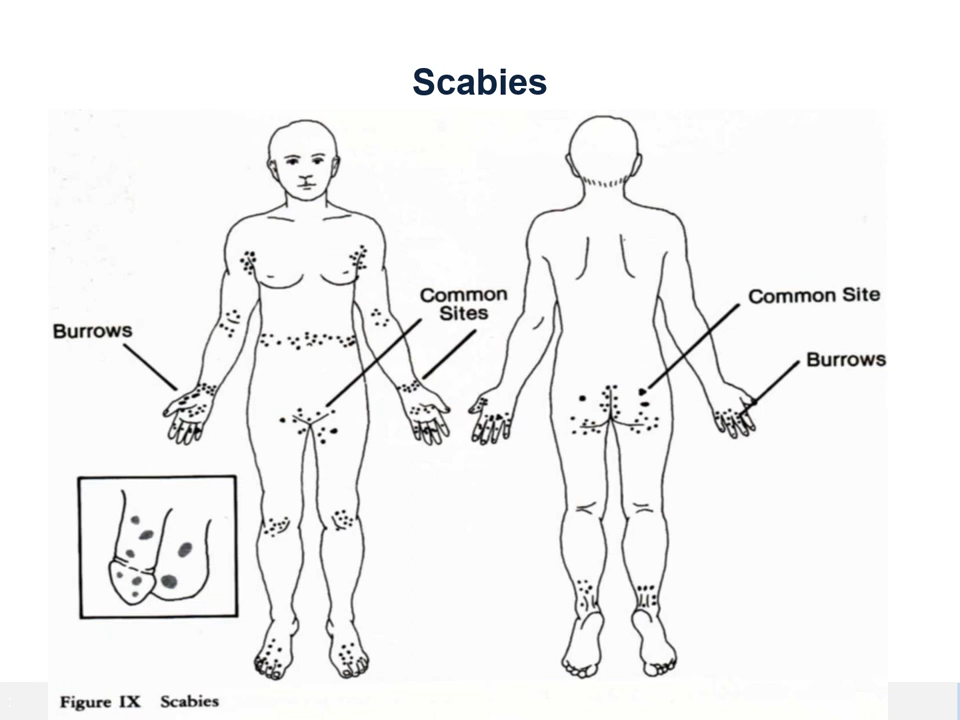 Scabies
Common
Sites
Burrows
Common Site
Burrows
Figure IX Scabies